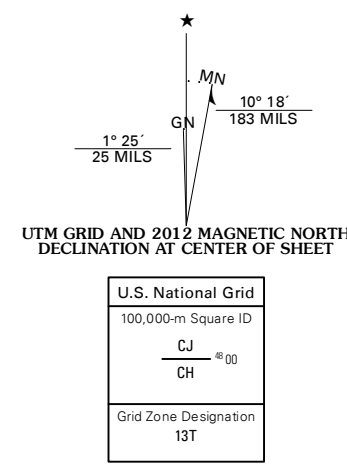 ★
MN
GN
10° 18´
183 MILS
1° 25´
25 MILS
UTM GRID AND 2012 MAGNETIC NORTH
DECLINATION AT CENTER OF SHEET
U.S. National Grid
100,000-m Square ID
CJ
48 00
CH
Grid Zone Designation
13T